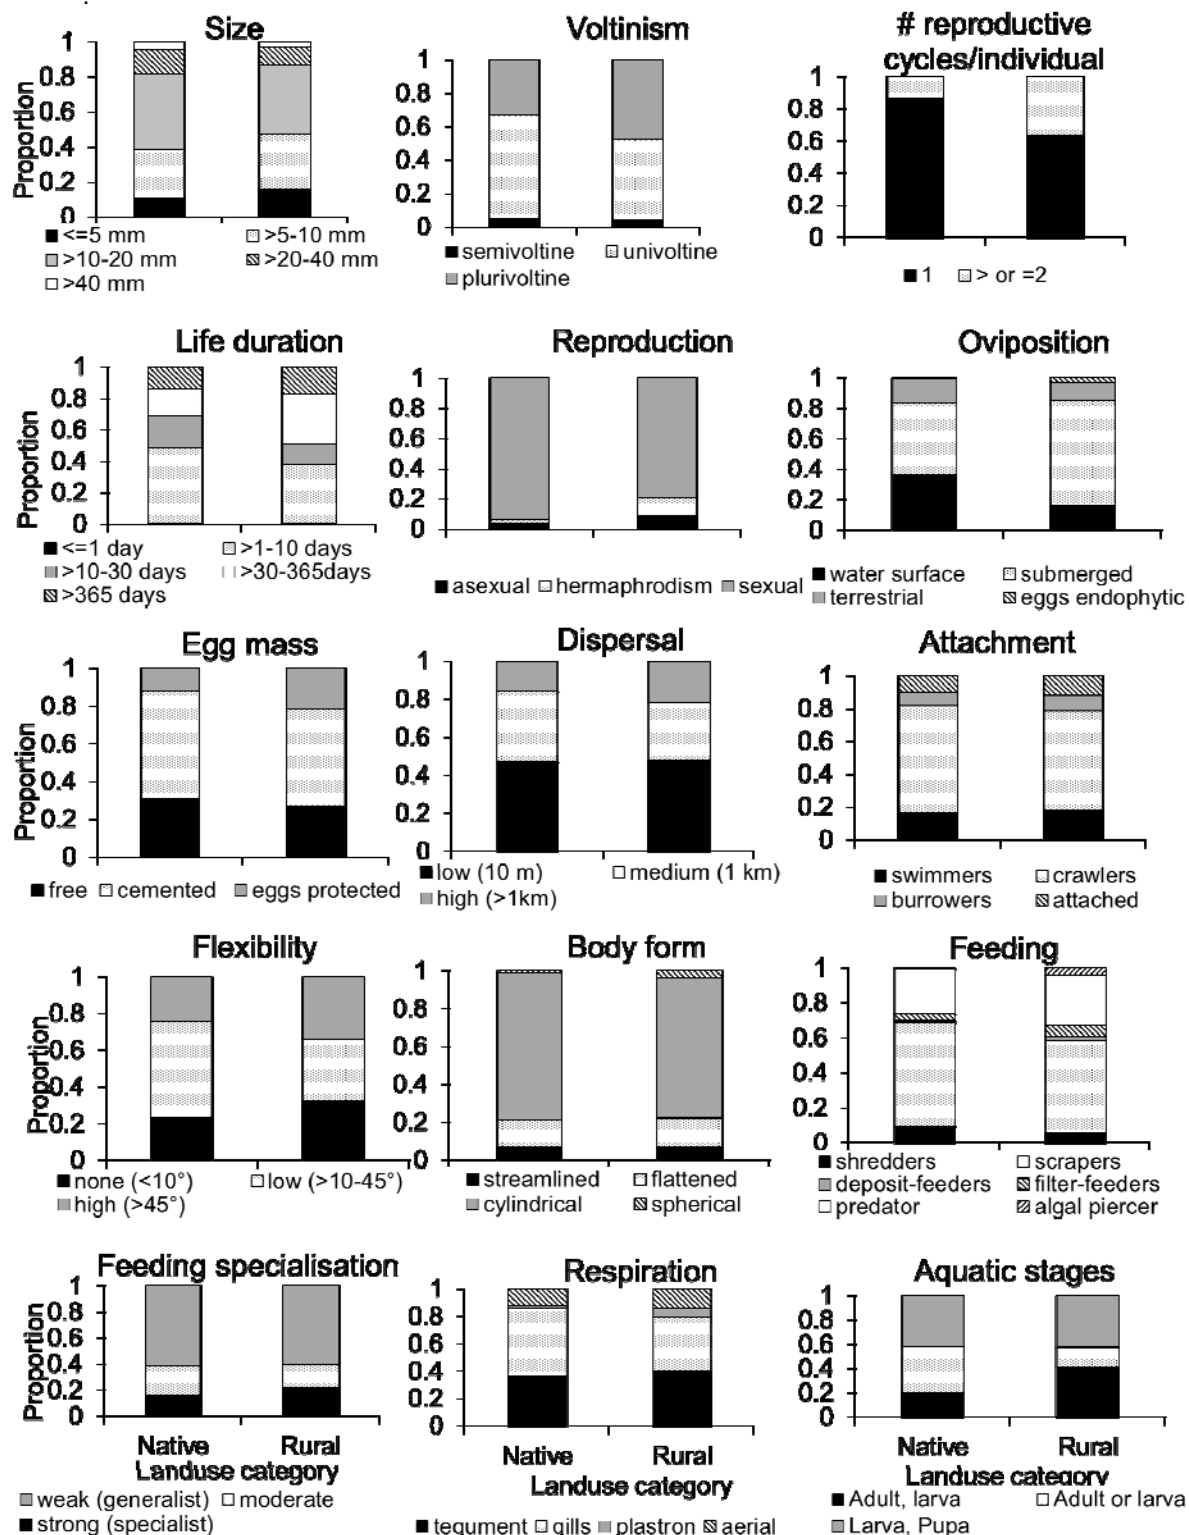 Size
Proportion
1
0.8
0.6
0.4
0.2
0
<=5 mm >5-10 mm
>10-20 mm >20-40 mm
>40 mm
Voltinism
1
0.8
0.6
0.4
0.2
0
semivoltine univoltine
plurivoltine
# reproductive
cycles/individual
1
0.8
0.6
0.4
0.2
0
1 > or =2
Life duration
Proportion
1
0.8
0.6
0.4
0.2
0
<=1 day >1-10 days
>10-30 days >30-365days
>365 days
Reproduction
1
0.8
0.6
0.4
0.2
0
asexual hermaphrodism sexual
Oviposition
1
0.8
0.6
0.4
0.2
0
water surface submerged
terrestrial eggs endophytic
Egg mass
Proportion
1
0.8
0.6
0.4
0.2
0
free cemented eggs protected
Dispersal
1
0.8
0.6
0.4
0.2
0
low (10 m) medium (1 km)
high (>1km)
Attachment
1
0.8
0.6
0.4
0.2
0
swimmers crawlers
burrowers attached
Flexibility
Proportion
1
0.8
0.6
0.4
0.2
0
none (<10°) low (>10-45°)
high (>45°)
Body form
1
0.8
0.6
0.4
0.2
0
streamlined flattened
cylindrical spherical
Feeding
1
0.8
0.6
0.4
0.2
0
shredders scrapers
deposit-feeders filter-feeders
predator algal piercer
Feeding specialisation
Proportion
1
0.8
0.6
0.4
0.2
0
Native Rural
Landuse category
weak (generalist) moderate
strong (specialist)
Respiration
1
0.8
0.6
0.4
0.2
0
Native Rural
Landuse category
tegument gills plastron aerial
Aquatic stages
1
0.8
0.6
0.4
0.2
0
Native Rural
Landuse category
Adult, larva Adult or larva
Larva, Pupa